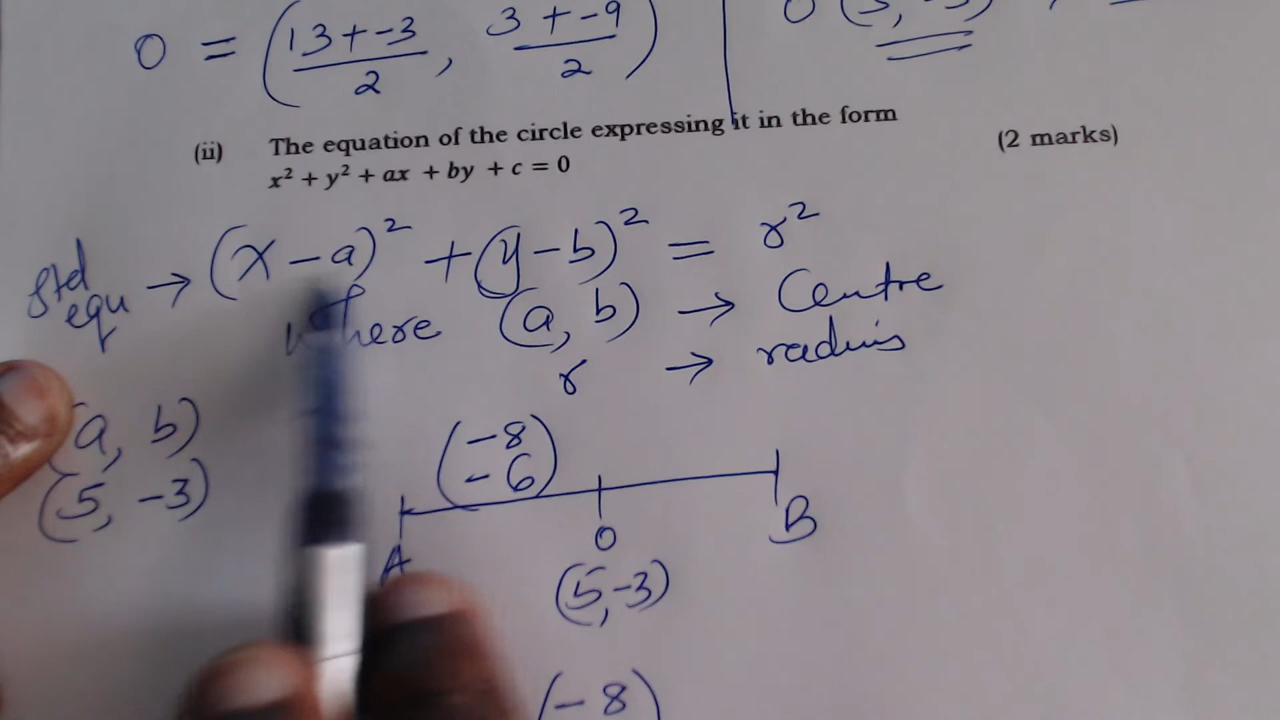 O = (13+-3/2, 3+-9/2)
(ii) The equation of the circle expressing it in the form (2 marks)
x² + y² + ax + by + c = 0
Std equ → (x-a)² + (y-b)² = r²
where (a, b) → Centre
r → radius
(a, b)
(5, -3)
(-8
-6)
A O B
(5,-3)
(-8)